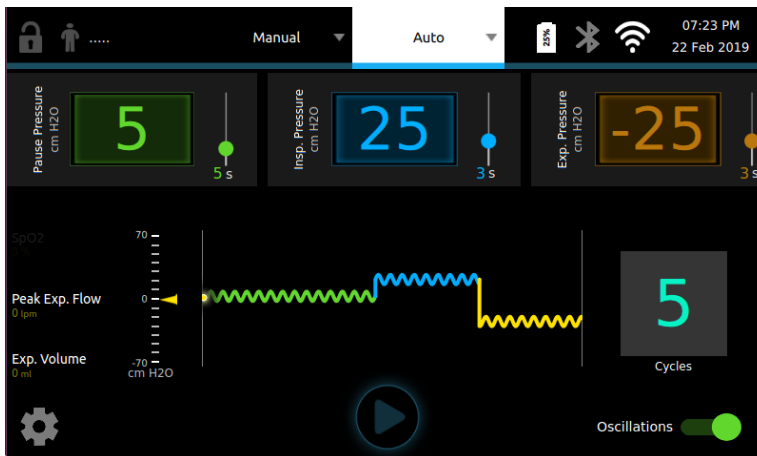 .....
Manual
Auto
25%
07:23 PM
22 Feb 2019
Pause Pressure
cm H2O
5
5 s
Insp. Pressure
cm H2O
25
3 s
Exp. Pressure
cm H2O
-25
3 s
SpO2
0 %
70
Peak Exp. Flow
0 lpm
0
Exp. Volume
0 ml
-70
cm H2O
5
Cycles
Oscillations